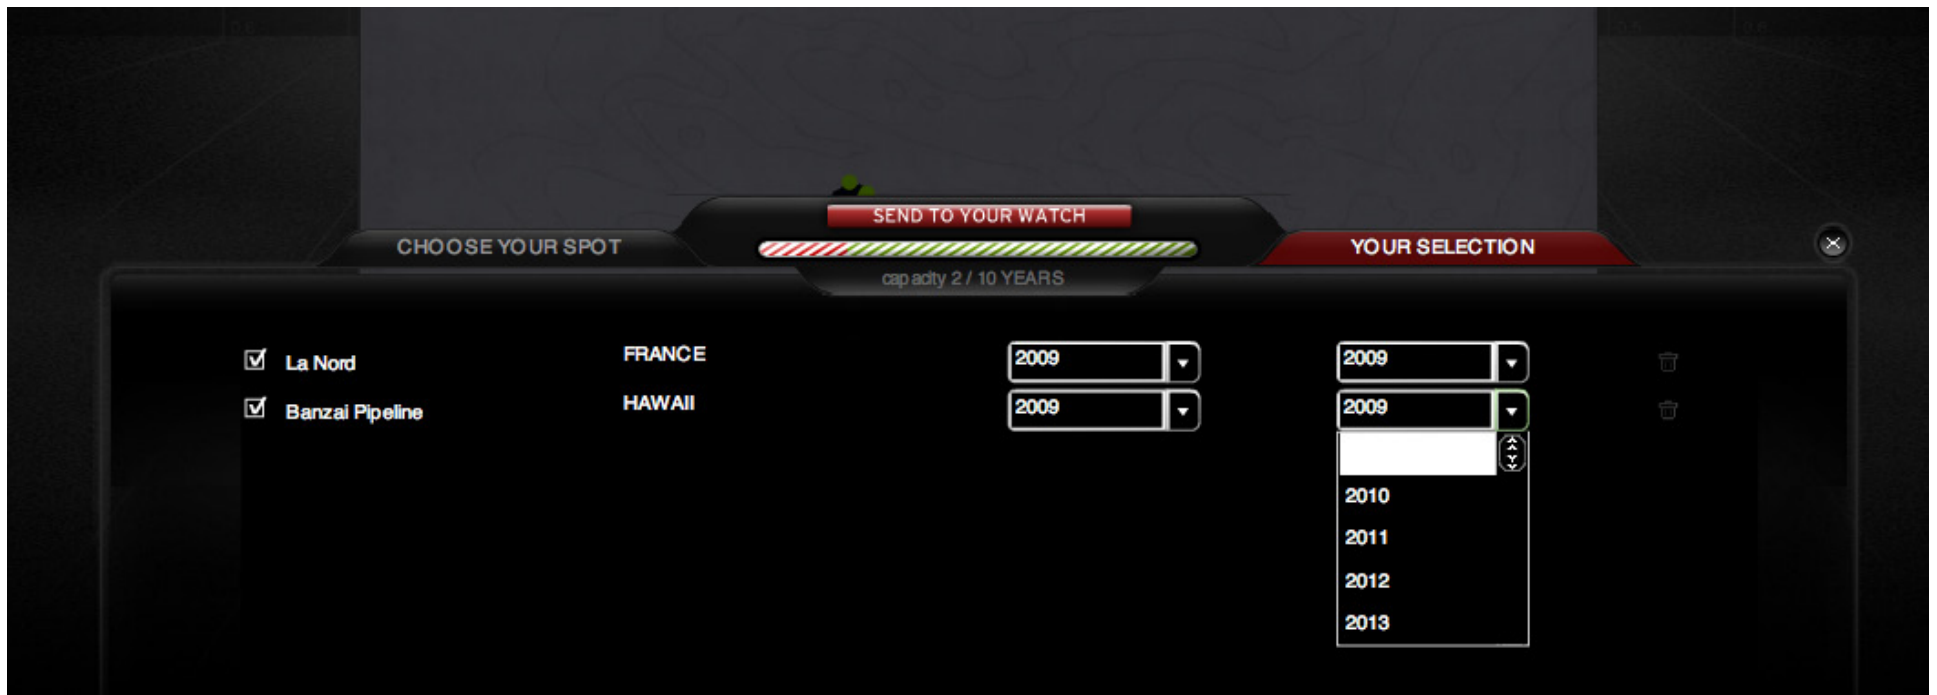 SEND TO YOUR WATCH
CHOOSE YOUR SPOT
YOUR SELECTION
capacity 2 / 10 YEARS
La Nord FRANCE 2009 2009
Banzai Pipeline HAWAII 2009 2009
2010
2011
2012
2013